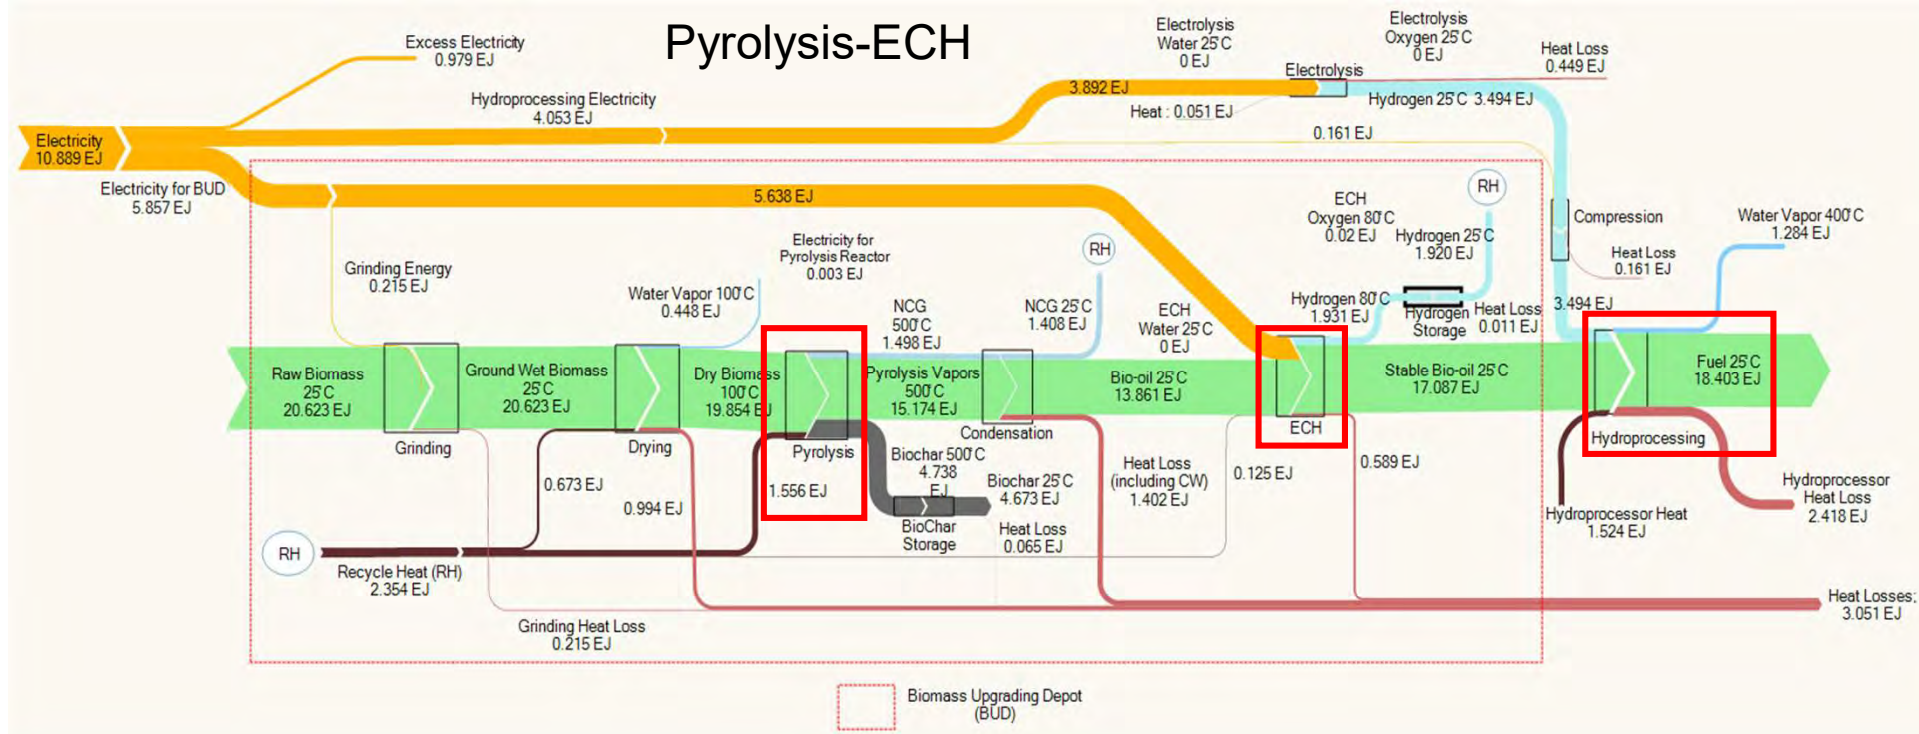 Pyrolysis-ECH
Excess Electricity
0.979 EJ
Hydroprocessing Electricity
4.053 EJ
Electricity
10.889 EJ
Electricity for BUD
5.857 EJ
3.892 EJ
Electrolysis
Water 25°C
0 EJ
Electrolysis
Oxygen 25°C
0 EJ
Heat Loss
0.449 EJ
Electrolysis
Heat : 0.051 EJ
Hydrogen 25°C 3.494 EJ
0.161 EJ
5.638 EJ
RH
ECH
Oxygen 80°C
0.02 EJ
Hydrogen 25°C
1.920 EJ
Compression
Heat Loss
0.161 EJ
Water Vapor 400°C
1.284 EJ
Grinding Energy
0.215 EJ
Water Vapor 100°C
0.448 EJ
Electricity for
Pyrolysis Reactor
0.003 EJ
RH
NCG
500°C
1.498 EJ
NCG 25°C
1.408 EJ
ECH
Water 25°C
0 EJ
Hydrogen 80°C
1.931 EJ
Hydrogen
Storage
Heat Loss
0.011 EJ
3.494 EJ
Raw Biomass
25°C
20.623 EJ
Ground Wet Biomass
25°C
20.623 EJ
Dry Biomass
100°C
19.854 EJ
Pyrolysis Vapors
500°C
15.174 EJ
Bio-oil 25°C
13.861 EJ
Stable Bio-oil 25°C
17.087 EJ
Fuel 25°C
18.403 EJ
Grinding
Drying
Pyrolysis
Condensation
ECH
Hydroprocessing
0.673 EJ
0.994 EJ
1.556 EJ
Biochar 500°C
4.738
EJ
Biochar 25°C
4.673 EJ
BioChar
Storage
Heat Loss
0.065 EJ
Heat Loss
(including CW)
1.402 EJ
0.125 EJ
0.589 EJ
Hydroprocessor Heat
1.524 EJ
Hydroprocessor
Heat Loss
2.418 EJ
RH
Recycle Heat (RH)
2.354 EJ
Grinding Heat Loss
0.215 EJ
Heat Losses:
3.051 EJ
Biomass Upgrading Depot
(BUD)